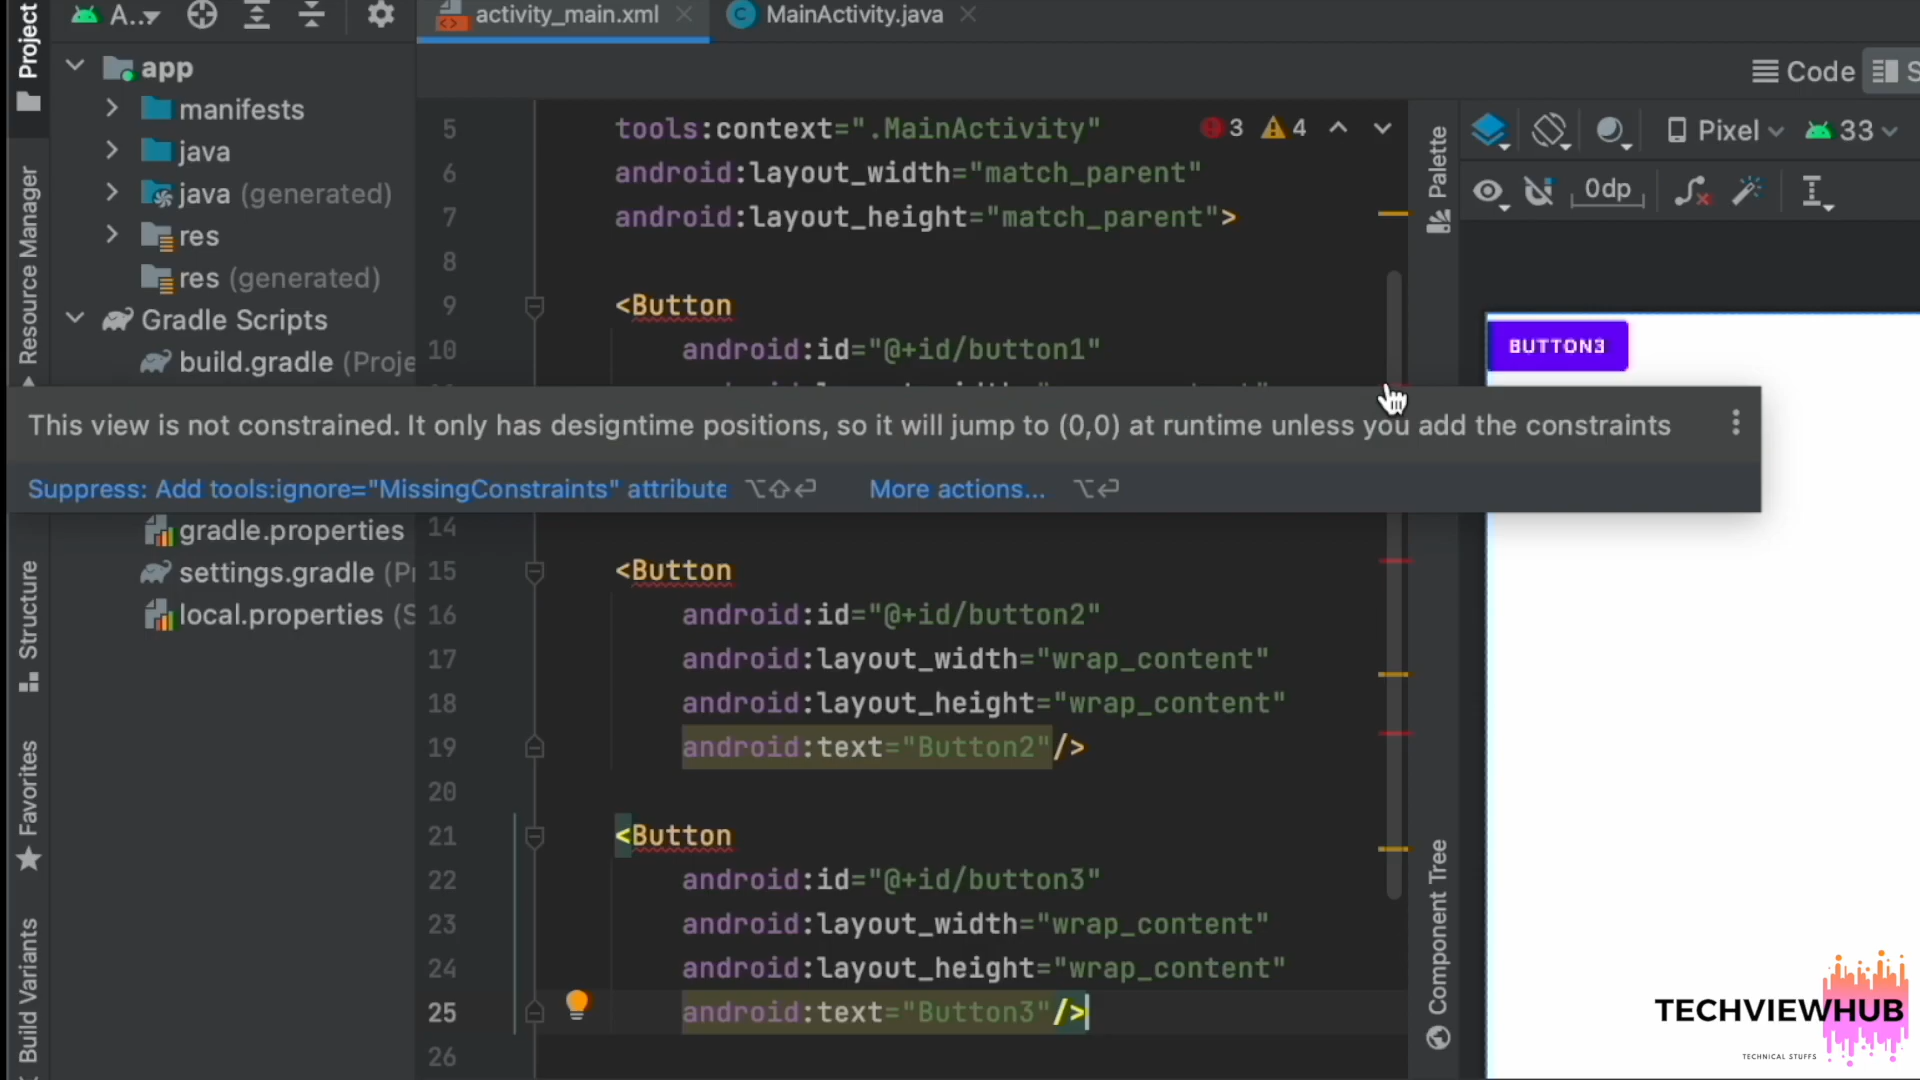 Project
A..
activity_main.xml
MainActivity.java
Code
app
manifests
java
java (generated)
res
res (generated)
Gradle Scripts
build.gradle (Proje
gradle.properties
settings.gradle (Pr
local.properties (S
Resource Manager
Structure
Favorites
Build Variants
5 tools:context=".MainActivity"
3 4
6 android:layout_width="match_parent"
7 android:layout_height="match_parent">
8
9 <Button
10 android:id="@+id/button1"
This view is not constrained. It only has designtime positions, so it will jump to (0,0) at runtime unless you add the constraints
Suppress: Add tools:ignore="MissingConstraints" attribute ⌥⇧⏎ More actions... ⌥⏎
14
15 <Button
16 android:id="@+id/button2"
17 android:layout_width="wrap_content"
18 android:layout_height="wrap_content"
19 android:text="Button2"/>
20
21 <Button
22 android:id="@+id/button3"
23 android:layout_width="wrap_content"
24 android:layout_height="wrap_content"
25 android:text="Button3"/>
26
Palette
Component Tree
Pixel 33
0dp
BUTTON3
TECHVIEWHUB
TECHNICAL STUFFS